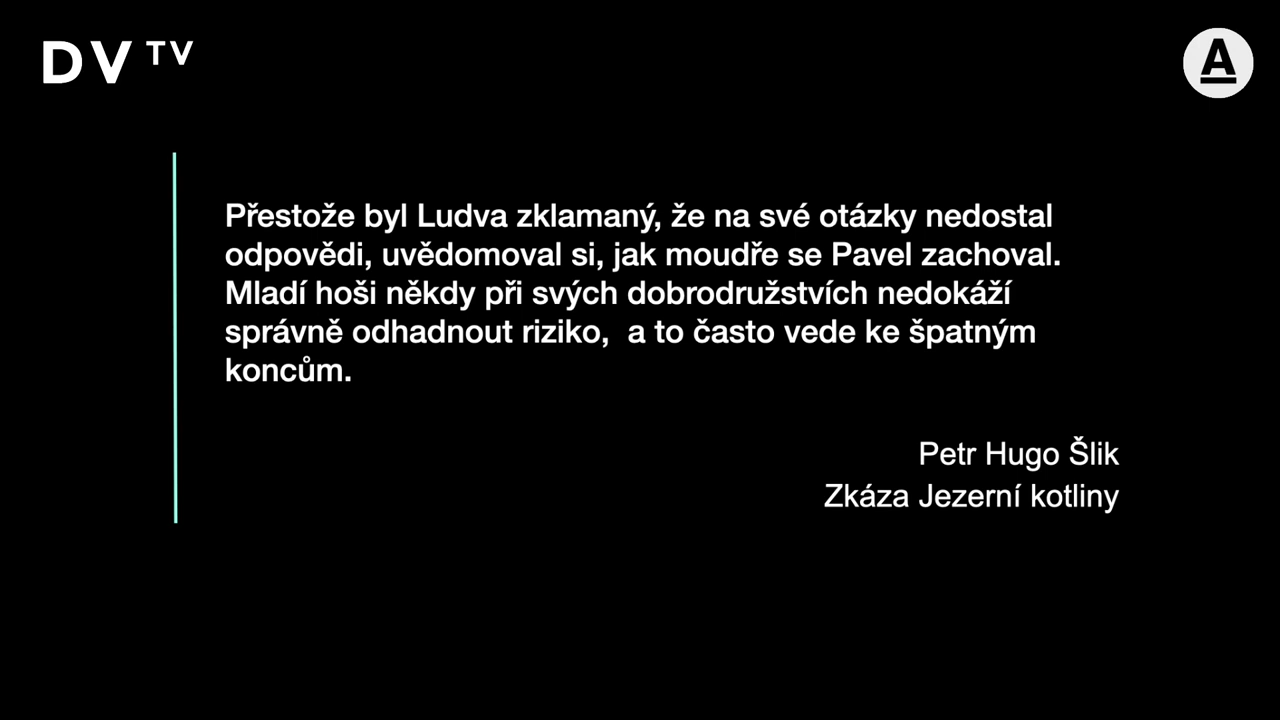 DVTV
A
Přestože byl Ludva zklamaný, že na své otázky nedostal
odpovědi, uvědomoval si, jak moudře se Pavel zachoval.
Mladí hoši někdy při svých dobrodružstvích nedokáží
správně odhadnout riziko,  a to často vede ke špatným
koncům.
Petr Hugo Šlik
Zkáza Jezerní kotliny